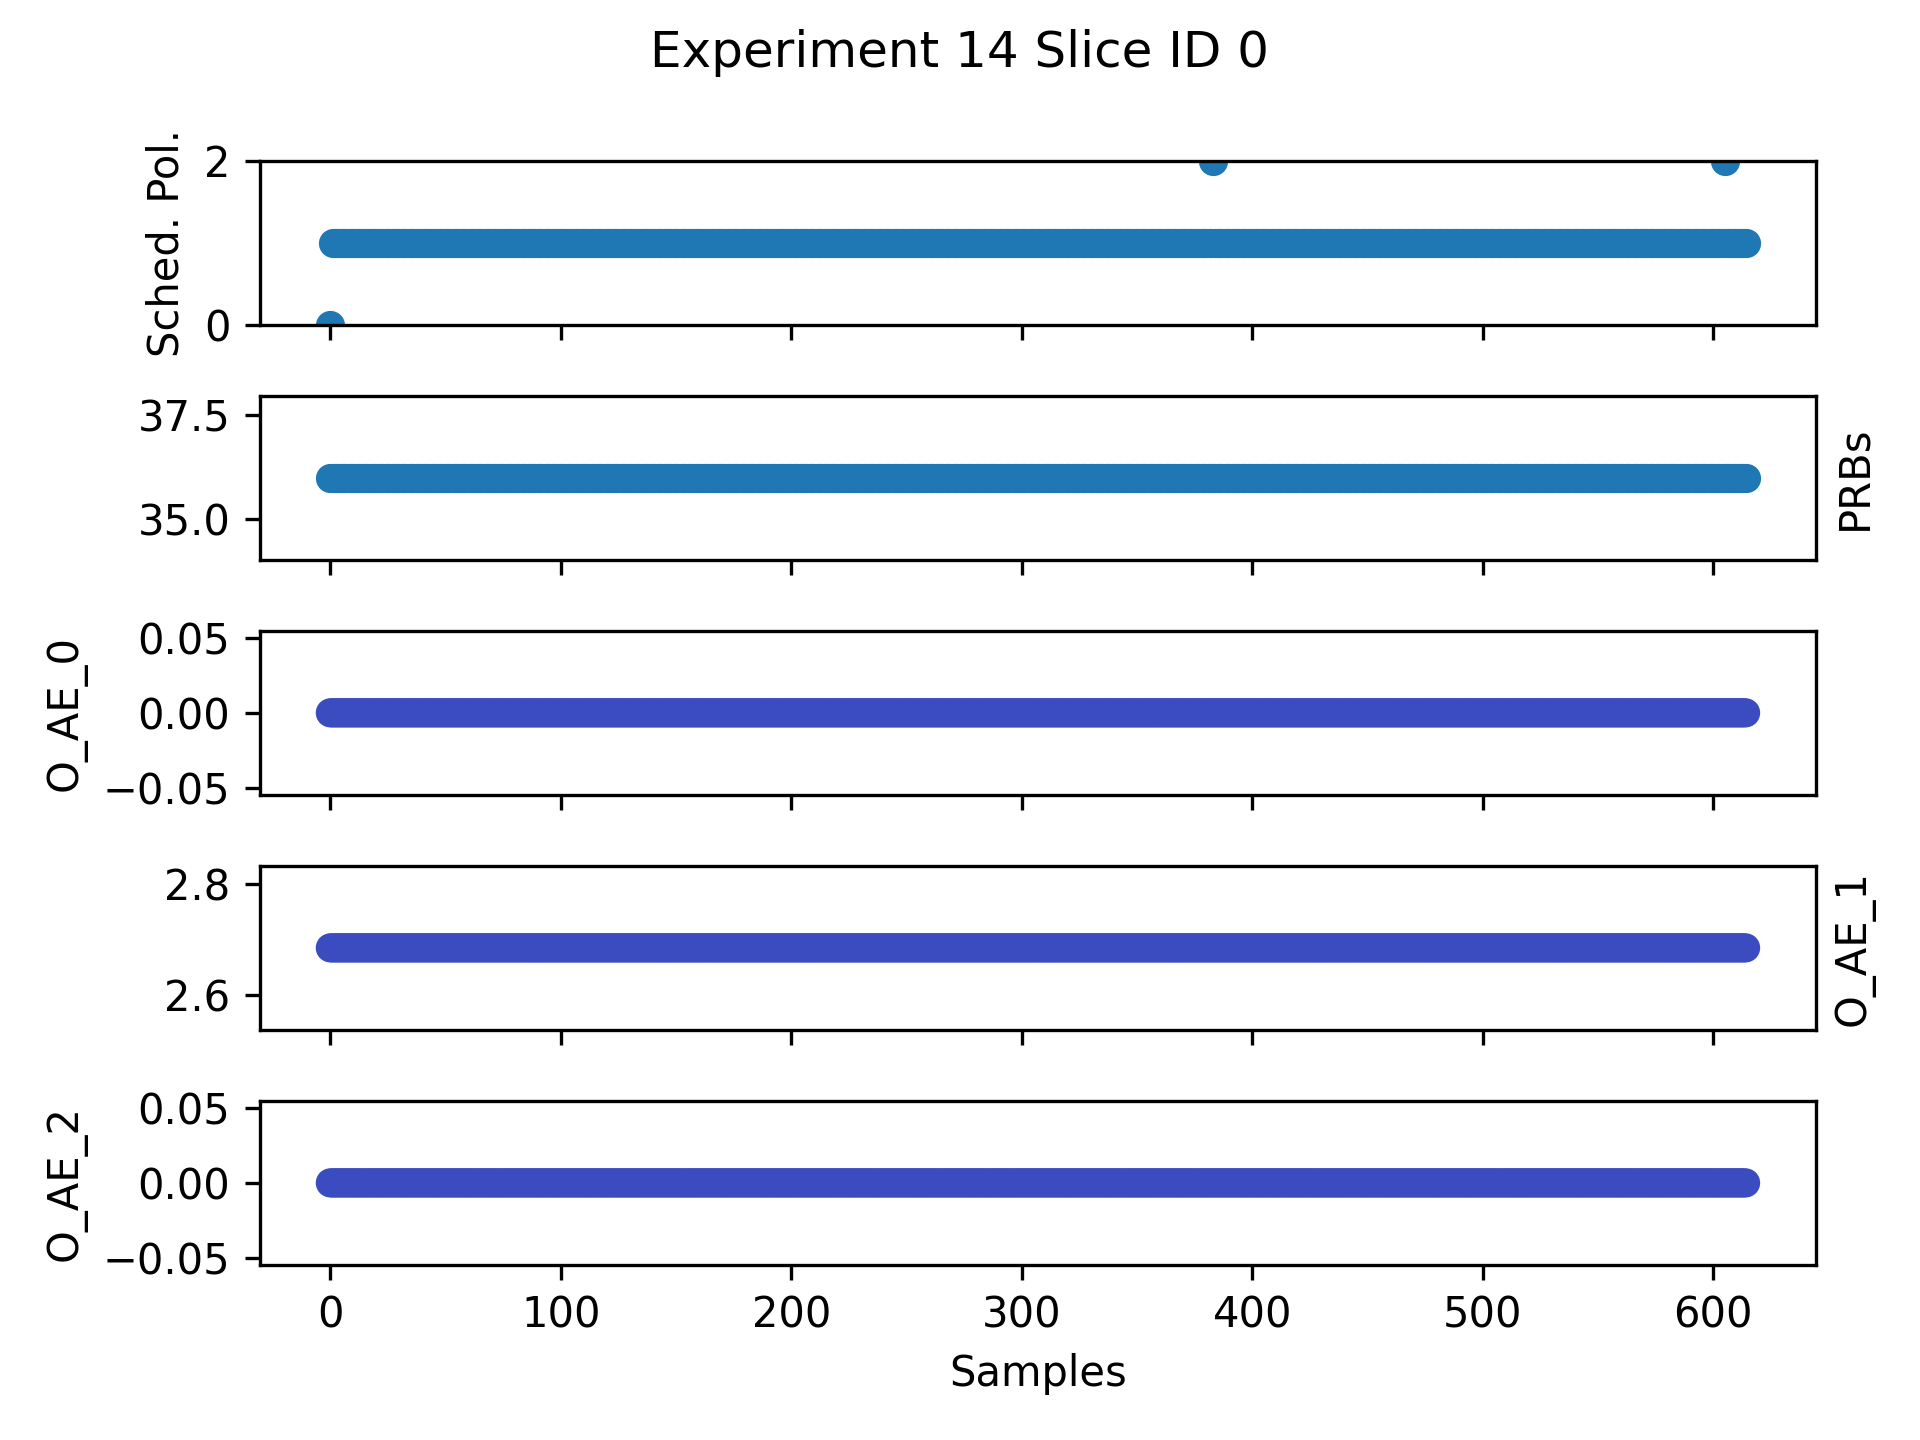 Experiment 14 Slice ID 0
Sched. Pol.
2
0
37.5
35.0
PRBs
O_AE_0
0.05
0.00
−0.05
2.8
2.6
O_AE_1
O_AE_2
0.05
0.00
−0.05
0 100 200 300 400 500 600
Samples